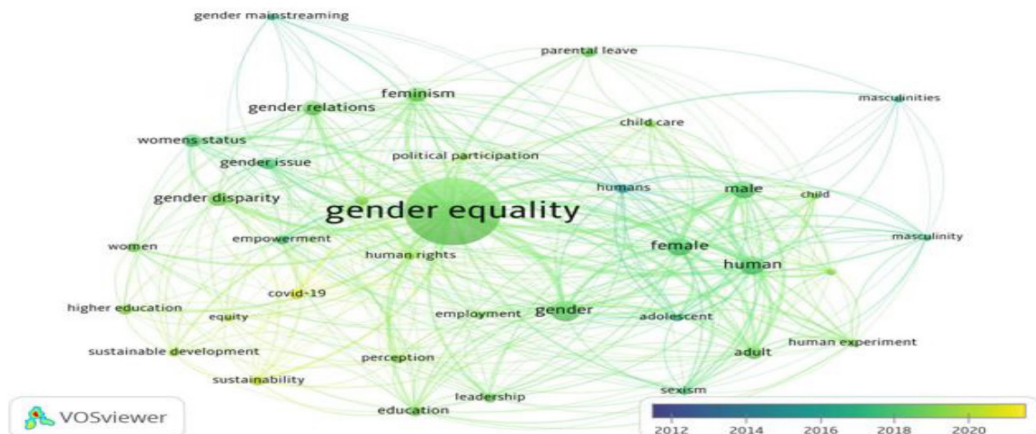 gender mainstreaming
parental leave
feminism
masculinities
gender relations
child care
womens status
political participation
gender issue
humans
male
child
gender disparity
gender equality
women
empowerment
female
masculinity
human rights
human
covid-19
higher education
equity
employment
gender
adolescent
sustainable development
perception
adult
human experiment
sustainability
leadership
sexism
education
VOSviewer
2012 2014 2016 2018 2020